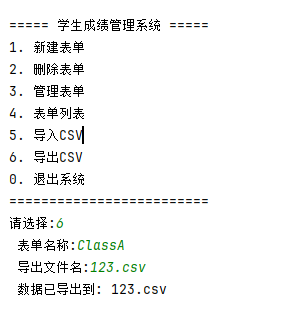 ===== 学生成绩管理系统 =====
1. 新建表单
2. 删除表单
3. 管理表单
4. 表单列表
5. 导入CSV
6. 导出CSV
0. 退出系统
=========================
请选择:6
表单名称:ClassA
导出文件名:123.csv
数据已导出到: 123.csv